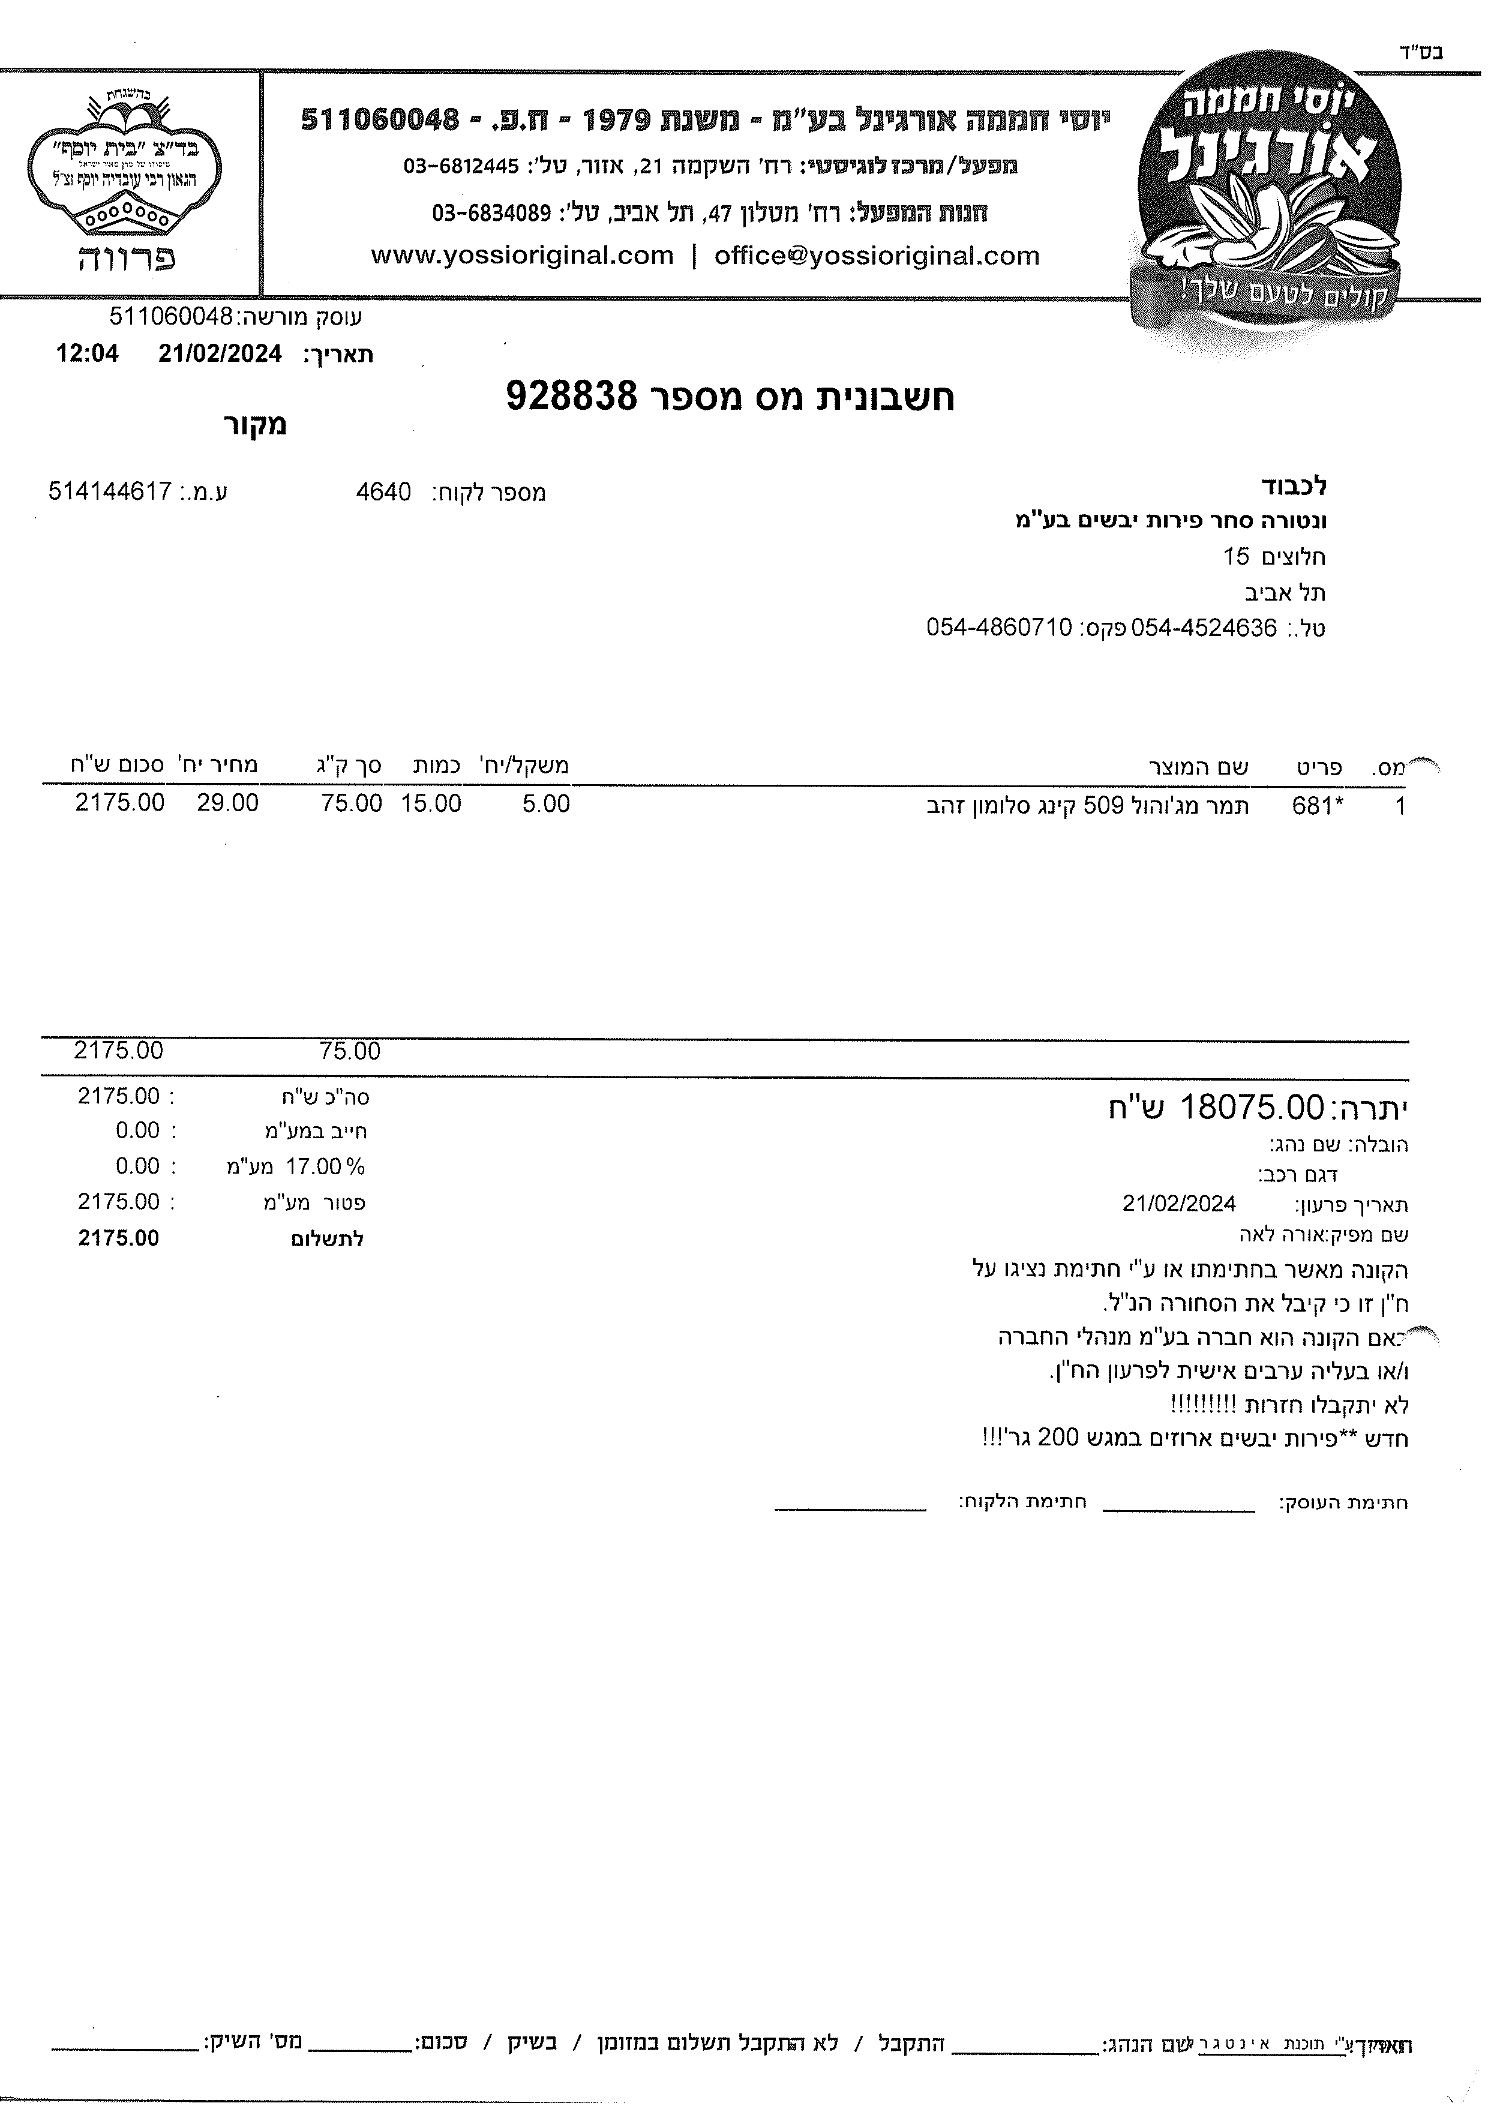 בס"ד
בהשגחת
בד"צ "בית יוסף"
הגאון רבי עובדיה יוסף זצ"ל
פרווה
יוסי חממה אורגינל בע"מ - משנת 1979 - ח.פ. - 511060048
מפעל/מרכז לוגיסטי: רח' השקמה 21, אזור, טל': 03-6812445
חנות המפעל: רח' מטלון 47, תל אביב, טל': 03-6834089
www.yossioriginal.com | office@yossioriginal.com
יוסי חממה
אורגינל
קולים לטעם שלך!
עוסק מורשה:511060048
תאריך: 21/02/2024 12:04
חשבונית מס מספר 928838
מקור
לכבוד
מספר לקוח: 4640 ע.מ.: 514144617
ונטורה סחר פירות יבשים בע"מ
חלוצים 15
תל אביב
טל.: 054-4524636 פקס: 054-4860710
מס. פריט שם המוצר משקל/יח' כמות סך ק"ג מחיר יח' סכום ש"ח
1 681* תמר מג'והול 509 קינג סלומון זהב 5.00 15.00 75.00 29.00 2175.00
75.00 2175.00
יתרה: 18075.00 ש"ח
הובלה: שם נהג:
דגם רכב:
תאריך פרעון: 21/02/2024
שם מפיק:אורה לאה
הקונה מאשר בחתימתו או ע"י חתימת נציגו על
ח"ן זו כי קיבל את הסחורה הנ"ל.
באם הקונה הוא חברה בע"מ מנהלי החברה
ו/או בעליה ערבים אישית לפרעון הח"ן.
לא יתקבלו חזרות !!!!!!!!!
חדש **פירות יבשים ארוזים במגש 200 גר'!!!
סה"כ ש"ח : 2175.00
חייב במע"מ : 0.00
17.00% מע"מ : 0.00
פטור מע"מ : 2175.00
לתשלום 2175.00
חתימת העוסק: ____________ חתימת הלקוח: ____________
ע"י תוכנת אינטגר שם הנהג: ____________ התקבל / לא התקבל תשלום במזומן / בשיק / סכום: ________ מס' השיק: ____________